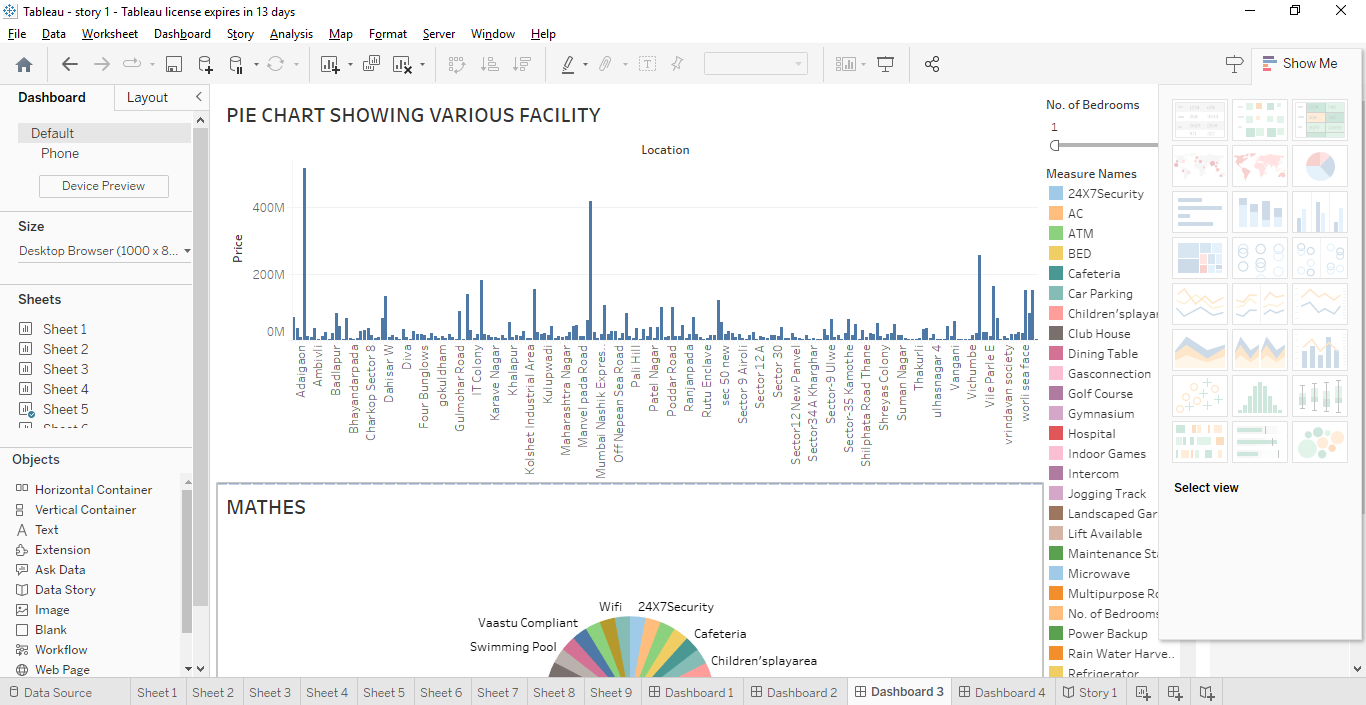 Tableau - story 1 - Tableau license expires in 13 days
File Data Worksheet Dashboard Story Analysis Map Format Server Window Help
Show Me
Dashboard Layout
Default
Phone
Device Preview
Size
Desktop Browser (1000 x 8...
Sheets
Sheet 1
Sheet 2
Sheet 3
Sheet 4
Sheet 5
Objects
Horizontal Container
Vertical Container
Text
Extension
Ask Data
Data Story
Image
Blank
Workflow
Web Page
PIE CHART SHOWING VARIOUS FACILITY
Location
Price
400M
200M
0M
Adaigaon
Ambivli
Badlapur
Bhayandarpada
Charkop Sector 8
Dahisar W
Diva
Four Bunglows
gokuldham
Gulmohar Road
IT Colony
Karave Nagar
Khalapur
Kolshet Industrial Area
Kulupwadi
Maharashtra Nagar
Manvel pada Road
Mumbai Nashik Expres..
Off Nepean Sea Road
Pali Hill
Patel Nagar
Poddar Road
Ranjanpada
Rutu Enclave
sec 50 new
Sector 9 Airoli
Sector 12 A
Sector 30
Sector12 New Panvel
Sector34 A Kharghar
Sector-9 Ulwe
Sector-35 Kamothe
Shilphata Road Thane
Shreyas Colony
Suman Nagar
Thakurli
ulhasnagar 4
Vangani
Vichumbe
Vile Parle E
vrindavan society
worli sea face
MATHES
Wifi
24X7Security
Vaastu Compliant
Cafeteria
Swimming Pool
Children'splayarea
No. of Bedrooms
1
Measure Names
24X7Security
AC
ATM
BED
Cafeteria
Car Parking
Children'splayar
Club House
Dining Table
Gasconnection
Golf Course
Gymnasium
Hospital
Indoor Games
Intercom
Jogging Track
Landscaped Gar
Lift Available
Maintenance Sta
Microwave
Multipurpose Ro
No. of Bedrooms
Power Backup
Rain Water Harve..
Refrigerator
Select view
Data Source Sheet 1 Sheet 2 Sheet 3 Sheet 4 Sheet 5 Sheet 6 Sheet 7 Sheet 8 Sheet 9 Dashboard 1 Dashboard 2 Dashboard 3 Dashboard 4 Story 1